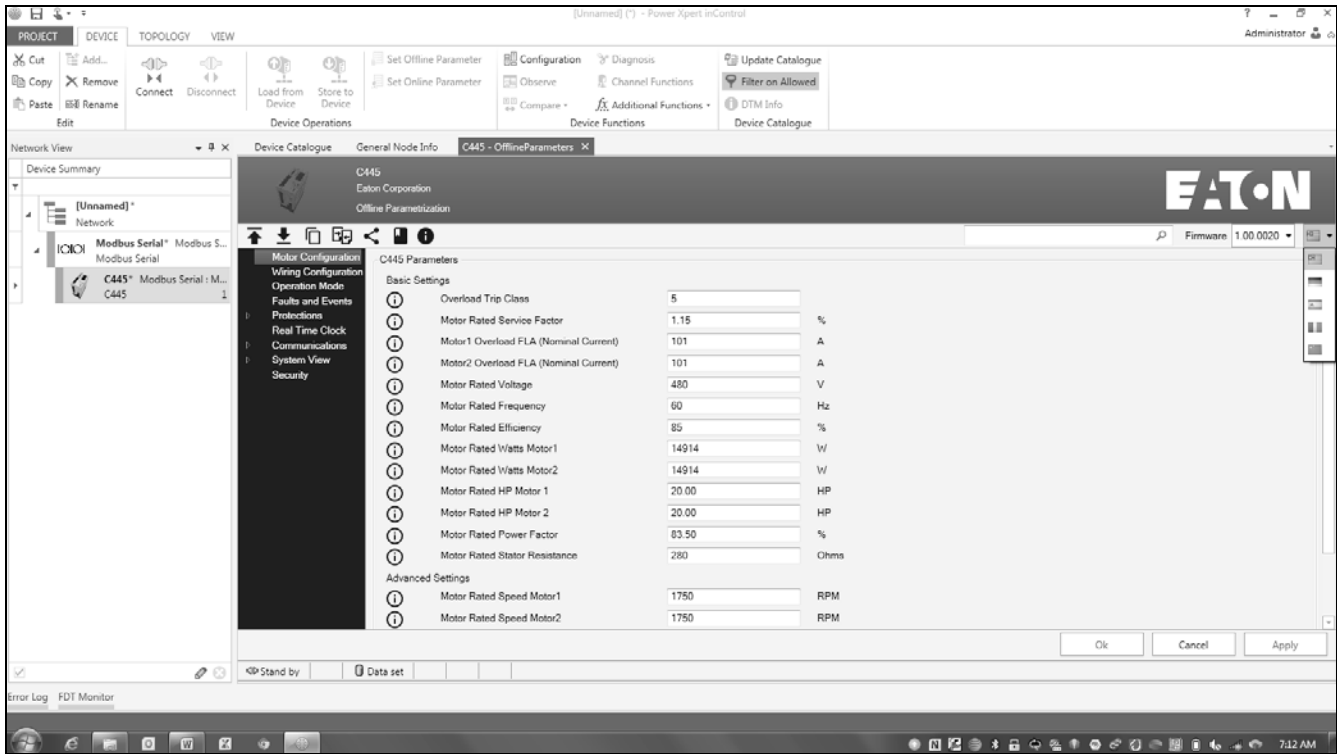 [Unnamed] (*) - Power Xpert inControl
PROJECT DEVICE TOPOLOGY VIEW Administrator
Cut Add...
Copy Remove
Paste Rename
Edit
Connect Disconnect
Load from Device Store to Device
Device Operations
Set Offline Parameter
Set Online Parameter
Configuration Diagnosis
Observe Channel Functions
Compare Additional Functions
Device Functions
Update Catalogue
Filter on Allowed
DTM Info
Device Catalogue
Network View
Device Summary
[Unnamed]*
Network
Modbus Serial* Modbus S...
Modbus Serial
C445* Modbus Serial : M...
C445 1
Device Catalogue General Node Info C445 - OfflineParameters
C445
Eaton Corporation
Offline Parametrization
EATON
Firmware 1.00.0020
Motor Configuration
Wiring Configuration
Operation Mode
Faults and Events
Protections
Real Time Clock
Communications
System View
Security
C445 Parameters
Basic Settings
Overload Trip Class 5
Motor Rated Service Factor 1.15 %
Motor1 Overload FLA (Nominal Current) 101 A
Motor2 Overload FLA (Nominal Current) 101 A
Motor Rated Voltage 480 V
Motor Rated Frequency 60 Hz
Motor Rated Efficiency 85 %
Motor Rated Watts Motor1 14914 W
Motor Rated Watts Motor2 14914 W
Motor Rated HP Motor 1 20.00 HP
Motor Rated HP Motor 2 20.00 HP
Motor Rated Power Factor 83.50 %
Motor Rated Stator Resistance 280 Ohms
Advanced Settings
Motor Rated Speed Motor1 1750 RPM
Motor Rated Speed Motor2 1750 RPM
Ok Cancel Apply
Stand by Data set
Error Log FDT Monitor
7:12 AM